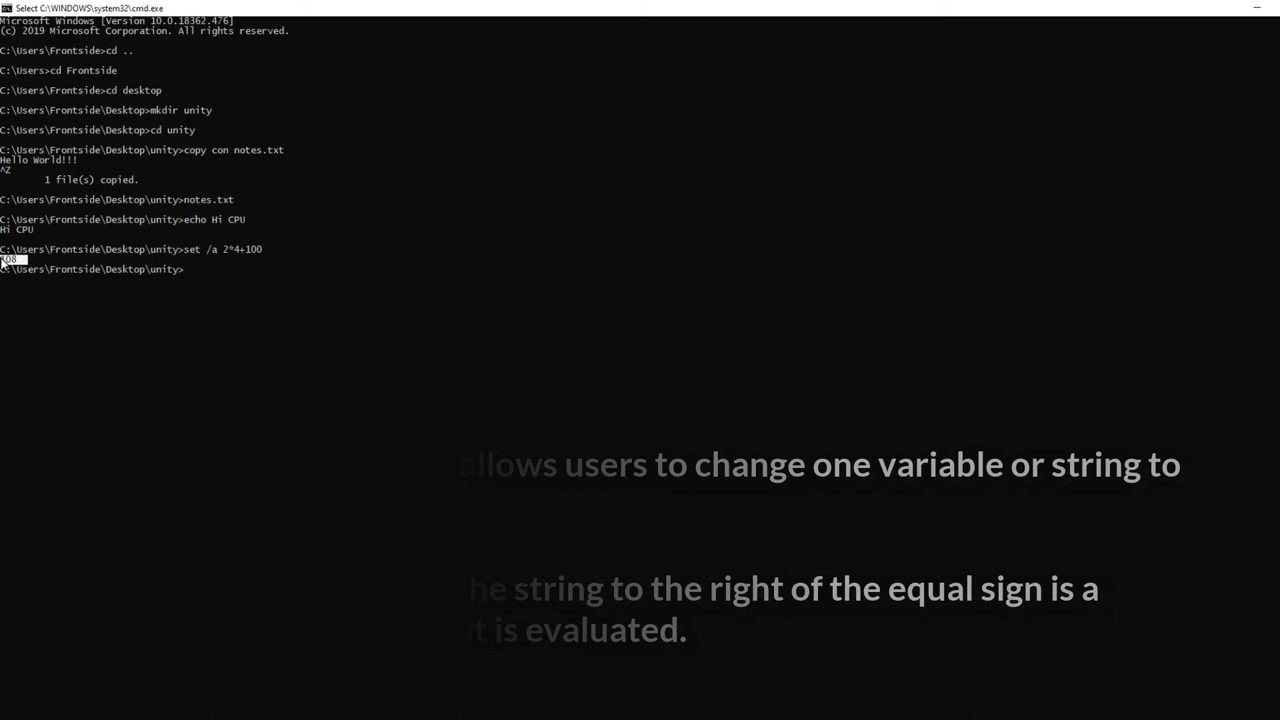 Select C:\WINDOWS\system32\cmd.exe
Microsoft Windows [Version 10.0.18362.476]
(c) 2019 Microsoft Corporation. All rights reserved.
C:\Users\Frontside>cd ..
C:\Users>cd Frontside
C:\Users\Frontside>cd desktop
C:\Users\Frontside\Desktop>mkdir unity
C:\Users\Frontside\Desktop>cd unity
C:\Users\Frontside\Desktop\unity>copy con notes.txt
Hello World!!!
^Z
1 file(s) copied.
C:\Users\Frontside\Desktop\unity>notes.txt
C:\Users\Frontside\Desktop\unity>echo Hi CPU
Hi CPU
C:\Users\Frontside\Desktop\unity>set /a 2*4+100
108
C:\Users\Frontside\Desktop\unity>
allows users to change one variable or string to
he string to the right of the equal sign is a
is evaluated.